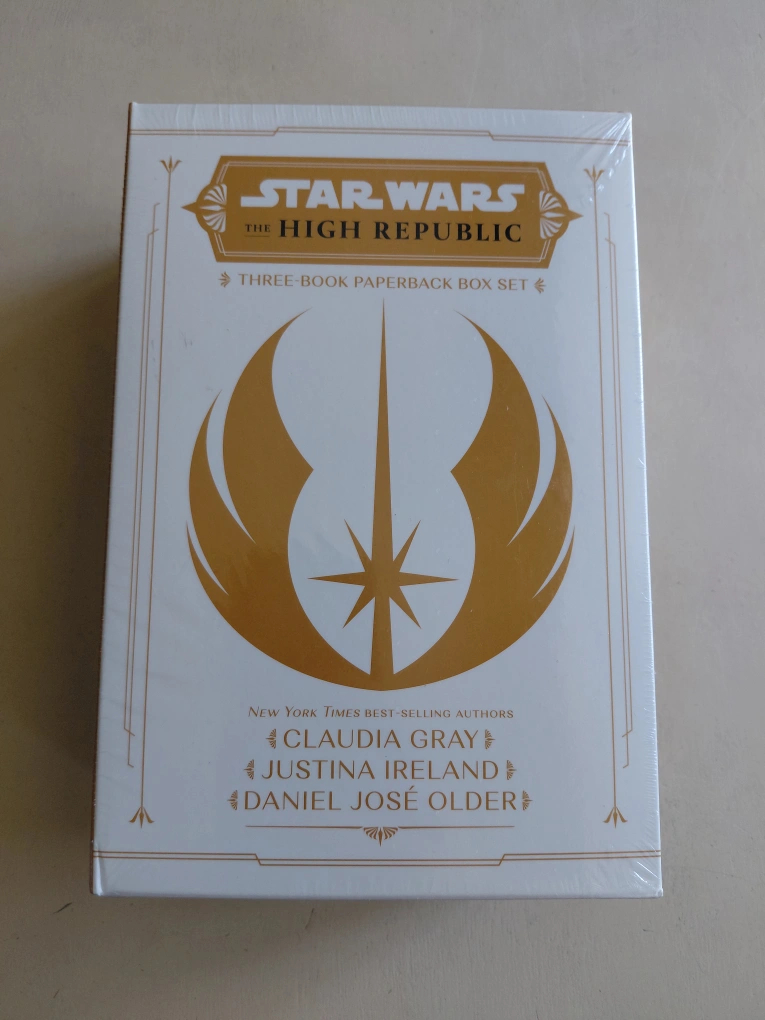 STAR WARS
THE HIGH REPUBLIC
THREE-BOOK PAPERBACK BOX SET
NEW YORK TIMES BEST-SELLING AUTHORS
CLAUDIA GRAY
JUSTINA IRELAND
DANIEL JOSÉ OLDER